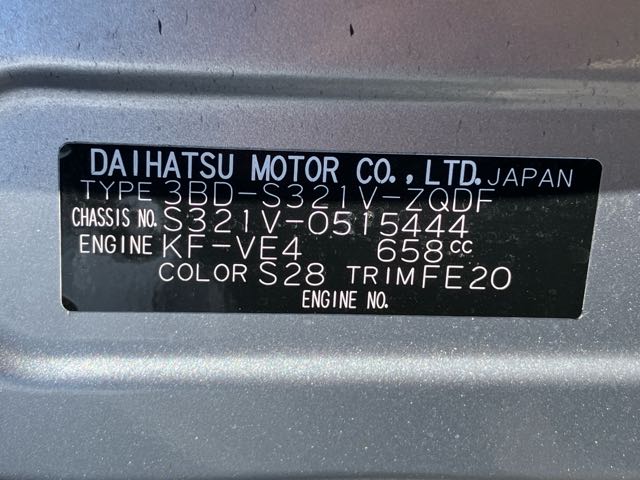 DAIHATSU MOTOR CO., LTD. JAPAN
TYPE 3BD-S321V-ZQDF
CHASSIS NO. S321V-0515444
ENGINE KF-VE4 658cc
COLOR S28 TRIM FE20
ENGINE NO.